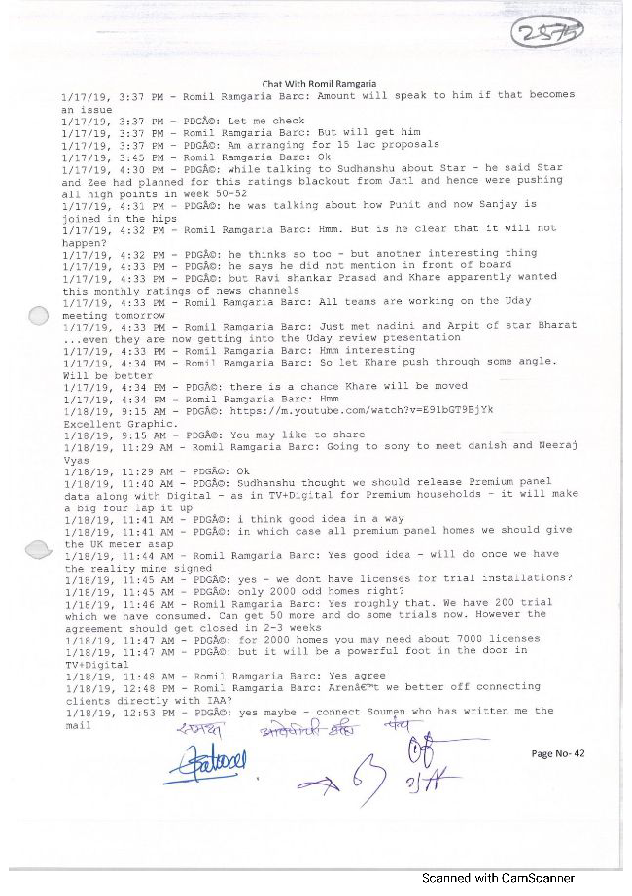 2575
Chat With Romil Ramgaria
1/17/19, 3:37 PM - Romil Ramgaria Barc: Amount will speak to him if that becomes
an issue
1/17/19, 3:37 PM - PDGÂ©: Let me check
1/17/19, 3:37 PM - Romil Ramgaria Barc: But will get him
1/17/19, 3:37 PM - PDGÂ©: Am arranging for 15 lac proposals
1/17/19, 3:45 PM - Romil Ramgaria Barc: Ok
1/17/19, 4:30 PM - PDGÂ©: while talking to Sudhanshu about Star - he said Star
and Zee had planned for this ratings blackout from Jan1 and hence were pushing
all high points in week 50-52
1/17/19, 4:31 PM - PDGÂ©: he was talking about how Punit and now Sanjay is
joined in the hips
1/17/19, 4:32 PM - Romil Ramgaria Barc: Hmm. But is he clear that it will not
happen?
1/17/19, 4:32 PM - PDGÂ©: he thinks so too - but another interesting thing
1/17/19, 4:33 PM - PDGÂ©: he says he did not mention in front of board
1/17/19, 4:33 PM - PDGÂ©: but Ravi shankar Prasad and Khare apparently wanted
this monthly ratings of news channels
1/17/19, 4:33 PM - Romil Ramgaria Barc: All teams are working on the Uday
meeting tomorrow
1/17/19, 4:33 PM - Romil Ramgaria Barc: Just met nadini and Arpit of star Bharat
...even they are now getting into the Uday review ptesentation
1/17/19, 4:33 PM - Romil Ramgaria Barc: Hmm interesting
1/17/19, 4:34 PM - Romil Ramgaria Barc: So let Khare push through some angle.
Will be better
1/17/19, 4:34 PM - PDGÂ©: there is a chance Khare will be moved
1/17/19, 4:34 PM - Romil Ramgaria Barc: Hmm
1/18/19, 9:15 AM - PDGÂ©: https://m.youtube.com/watch?v=E91bGT9EjYk
Excellent Graphic.
1/18/19, 9:15 AM - PDGÂ©: You may like to share
1/18/19, 11:29 AM - Romil Ramgaria Barc: Going to sony to meet danish and Neeraj
Vyas
1/18/19, 11:29 AM - PDGÂ©: Ok
1/18/19, 11:40 AM - PDGÂ©: Sudhanshu thought we should release Premium panel
data along with Digital - as in TV+Digital for Premium households - it will make
a big four lap it up
1/18/19, 11:41 AM - PDGÂ©: i think good idea in a way
1/18/19, 11:41 AM - PDGÂ©: in which case all premium panel homes we should give
the UK meter asap
1/18/19, 11:44 AM - Romil Ramgaria Barc: Yes good idea - will do once we have
the reality mine signed
1/18/19, 11:45 AM - PDGÂ©: yes - we dont have licenses for trial installations?
1/18/19, 11:45 AM - PDGÂ©: only 2000 odd homes right?
1/18/19, 11:46 AM - Romil Ramgaria Barc: Yes roughly that. We have 200 trial
which we have consumed. Can get 50 more and do some trials now. However the
agreement should get closed in 2-3 weeks
1/18/19, 11:47 AM - PDGÂ©: for 2000 homes you may need about 7000 licenses
1/18/19, 11:47 AM - PDGÂ©: but it will be a powerful foot in the door in
TV+Digital
1/18/19, 11:48 AM - Romil Ramgaria Barc: Yes agree
1/18/19, 12:48 PM - Romil Ramgaria Barc: Arenâ€™t we better off connecting
clients directly with IAA?
1/18/19, 12:53 PM - PDGÂ©: yes maybe - connect Soumen who has written me the
mail
समक्ष पंच
Page No- 42
Scanned with CamScanner